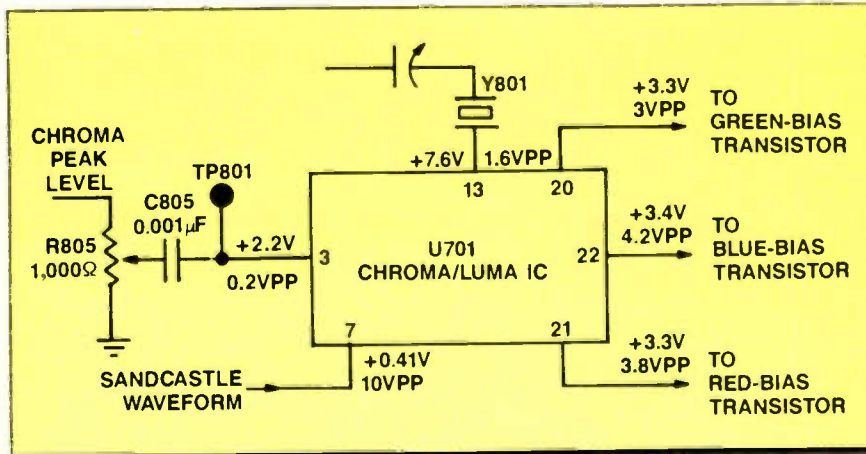 Y801
+3.3V
3VPP
TO
GREEN-BIAS
TRANSISTOR
CHROMA
PEAK
LEVEL
TP801
+7.6V
1.6VPP
13
20
C805
0.001µF
R805
1,000Ω
+2.2V
0.2VPP
3
U701
CHROMA/LUMA IC
22
+3.4V
4.2VPP
TO
BLUE-BIAS
TRANSISTOR
7
21
+0.41V
10VPP
SANDCASTLE
WAVEFORM
+3.3V
3.8VPP
TO
RED-BIAS
TRANSISTOR